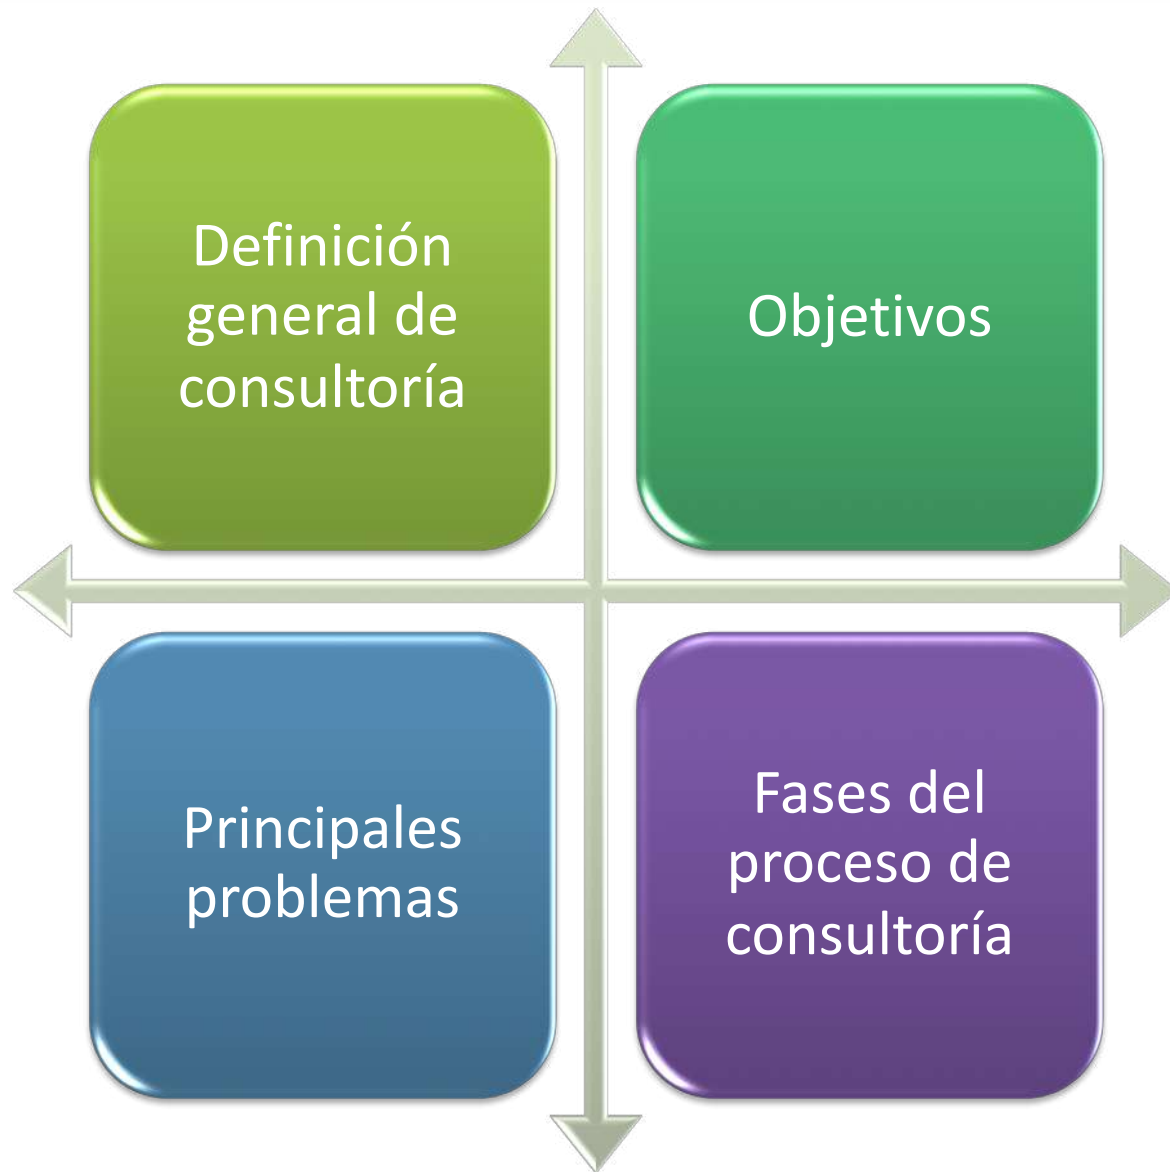 Definición
general de
consultoría
Objetivos
Principales
problemas
Fases del
proceso de
consultoría